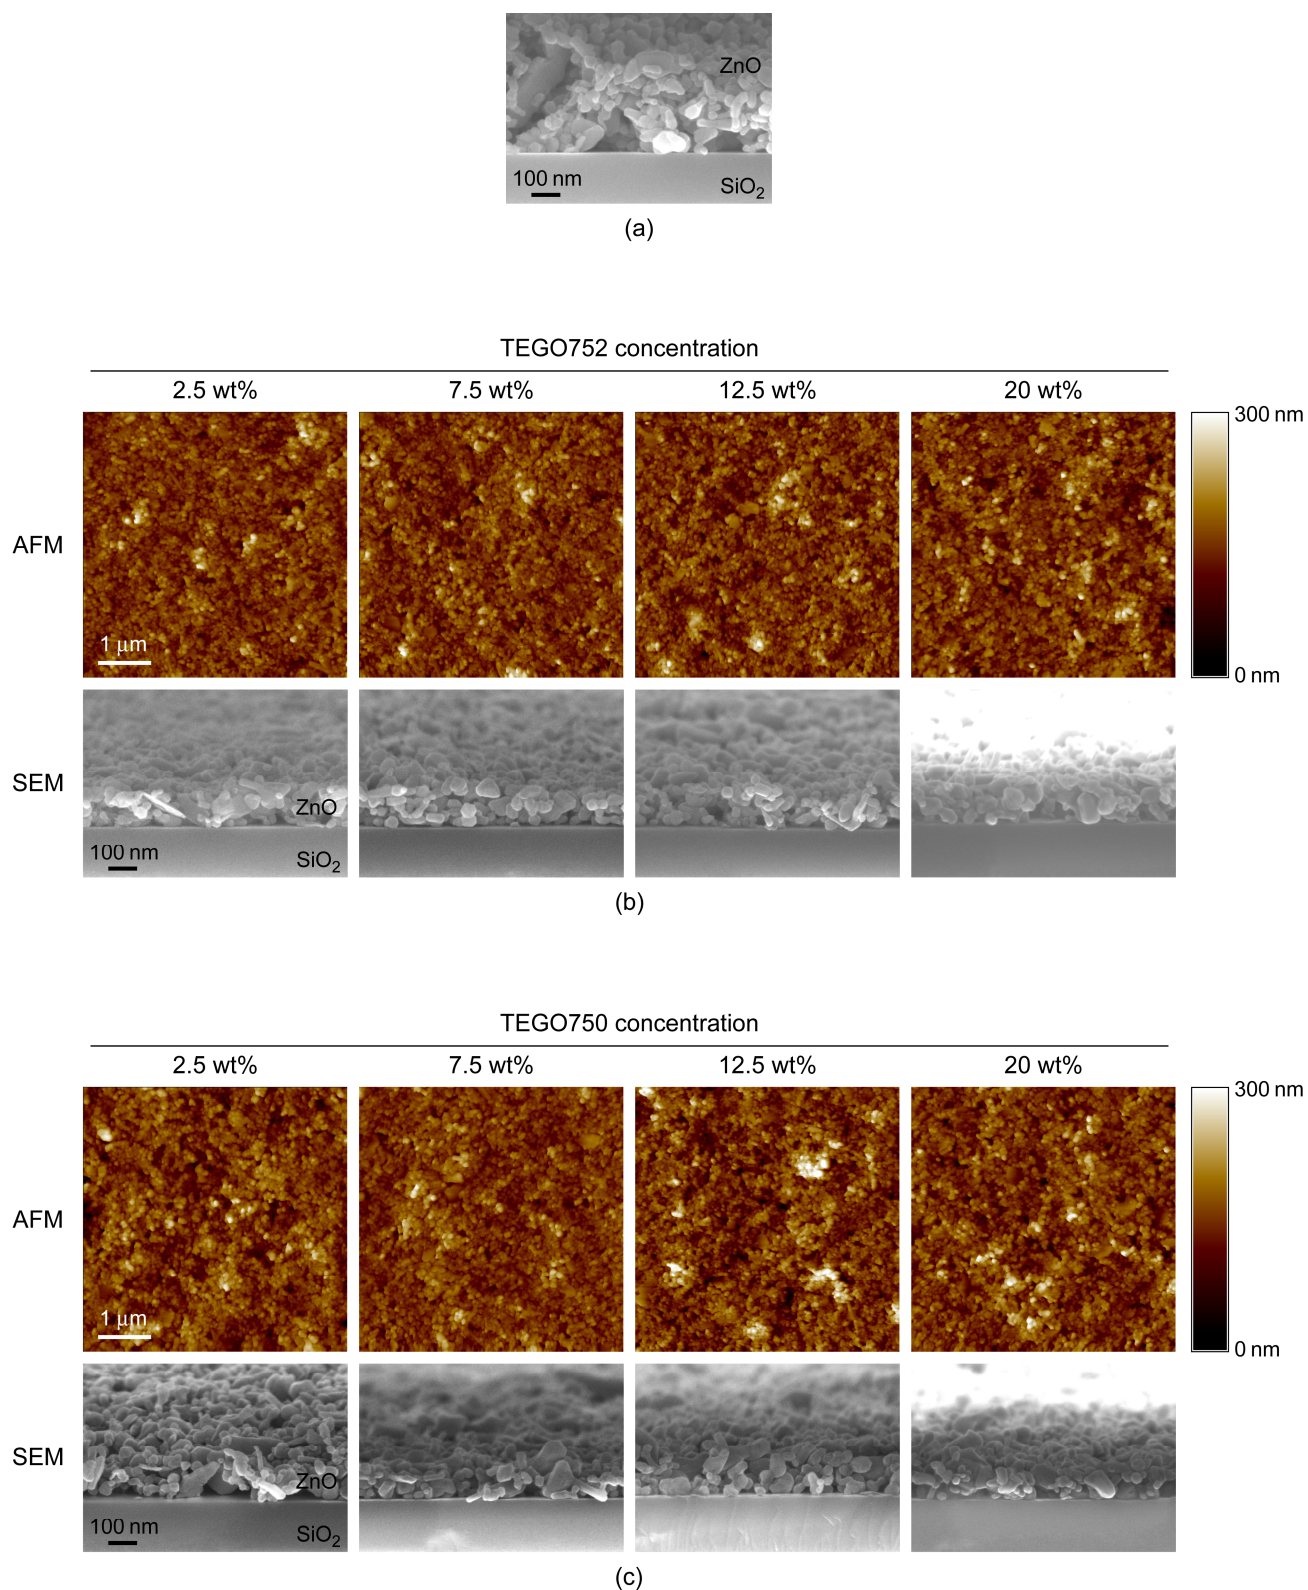 ZnO
100 nm
SiO₂
(a)
TEGO752 concentration
2.5 wt% 7.5 wt% 12.5 wt% 20 wt%
300 nm
AFM
1 μm
0 nm
SEM
ZnO
100 nm
SiO₂
(b)
TEGO750 concentration
2.5 wt% 7.5 wt% 12.5 wt% 20 wt%
300 nm
AFM
1 μm
0 nm
SEM
ZnO
100 nm
SiO₂
(c)